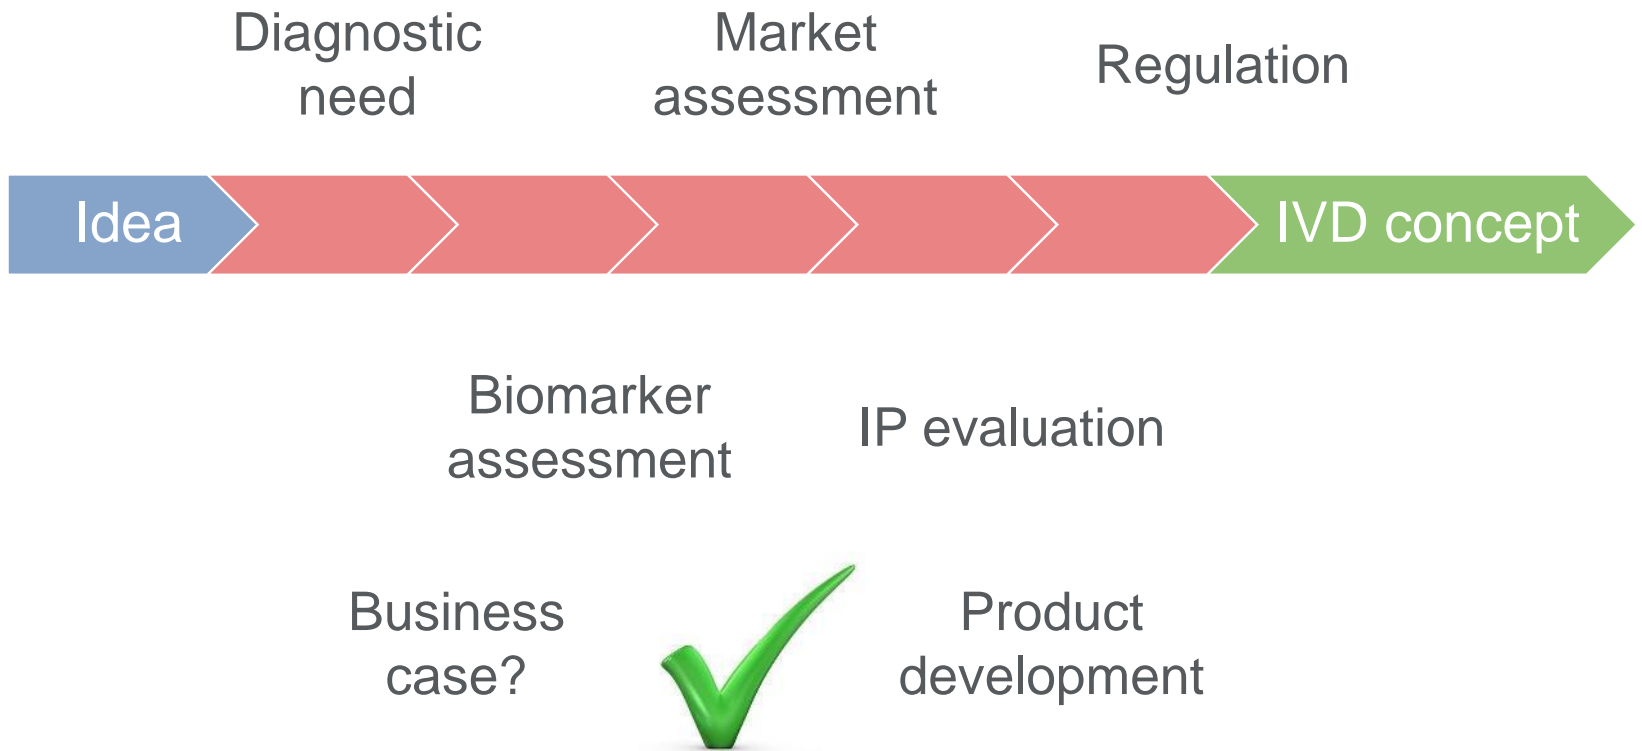 Diagnostic
need
Market
assessment
Regulation
Idea
IVD concept
Biomarker
assessment
IP evaluation
Business
case?
Product
development